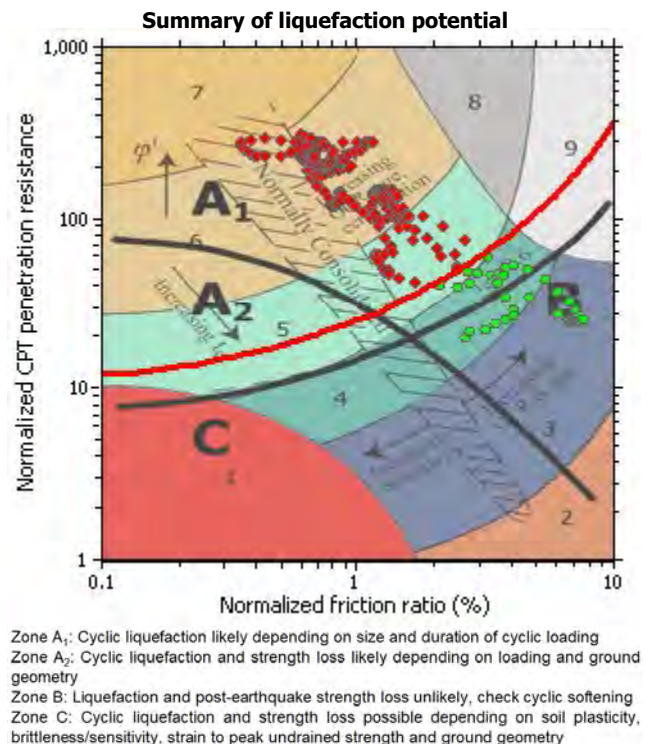 Summary of liquefaction potential
Normalized CPT penetration resistance
1,000
100
10
1
7
8
9
φ'
A₁
6
A₂
increasing
5
Normally Consolidated
B
C
1
4
3
2
0.1
1
10
Normalized friction ratio (%)
Zone A₁: Cyclic liquefaction likely depending on size and duration of cyclic loading
Zone A₂: Cyclic liquefaction and strength loss likely depending on loading and ground
geometry
Zone B: Liquefaction and post-earthquake strength loss unlikely, check cyclic softening
Zone C: Cyclic liquefaction and strength loss possible depending on soil plasticity,
brittleness/sensitivity, strain to peak undrained strength and ground geometry